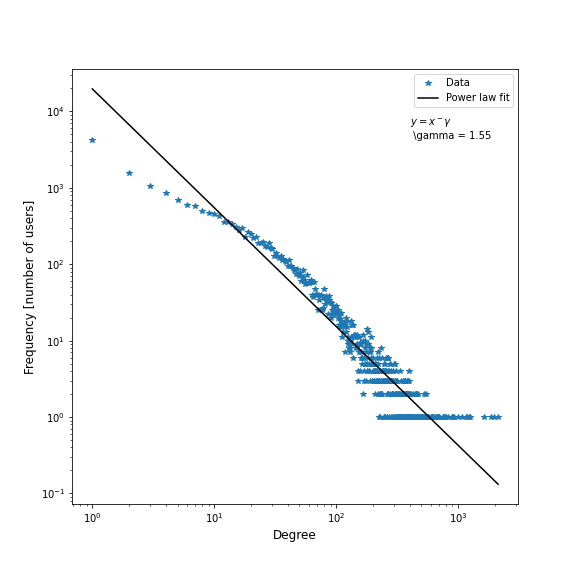 Data
Power law fit
y = x⁻γ
\gamma = 1.55
10⁴
10³
10²
10¹
10⁰
10⁻¹
Frequency [number of users]
10⁰ 10¹ 10² 10³
Degree